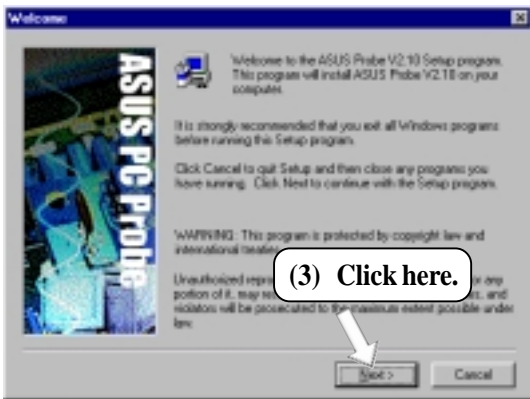 Welcome
ASUS PC Probe
Welcome to the ASUS Probe V2.10 Setup program.
This program will install ASUS Probe V2.10 on your
computer.
It is strongly recommended that you exit all Windows programs
before running this Setup program.
Click Cancel to quit Setup and then close any programs you
have running. Click Next to continue with the Setup program.
WARNING: This program is protected by copyright law and
international treaties.
Unauthorized or any
portion of it, may and
violators will be prosecuted to the maximum extent possible under
law.
(3) Click here.
Next >
Cancel